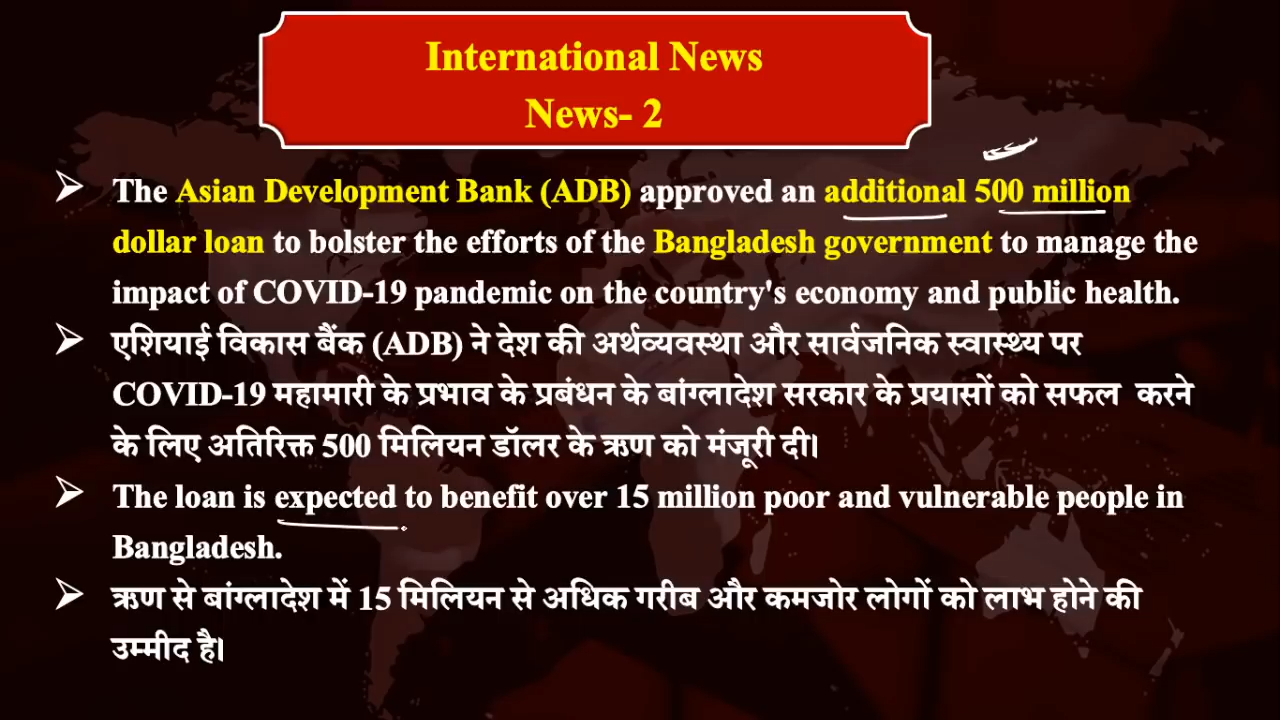 International News
News- 2
The Asian Development Bank (ADB) approved an additional 500 million
dollar loan to bolster the efforts of the Bangladesh government to manage the
impact of COVID-19 pandemic on the country's economy and public health.
एशियाई विकास बैंक (ADB) ने देश की अर्थव्यवस्था और सार्वजनिक स्वास्थ्य पर
COVID-19 महामारी के प्रभाव के प्रबंधन के बांग्लादेश सरकार के प्रयासों को सफल करने
के लिए अतिरिक्त 500 मिलियन डॉलर के ऋण को मंजूरी दी।
The loan is expected to benefit over 15 million poor and vulnerable people in
Bangladesh.
ऋण से बांग्लादेश में 15 मिलियन से अधिक गरीब और कमजोर लोगों को लाभ होने की
उम्मीद है।